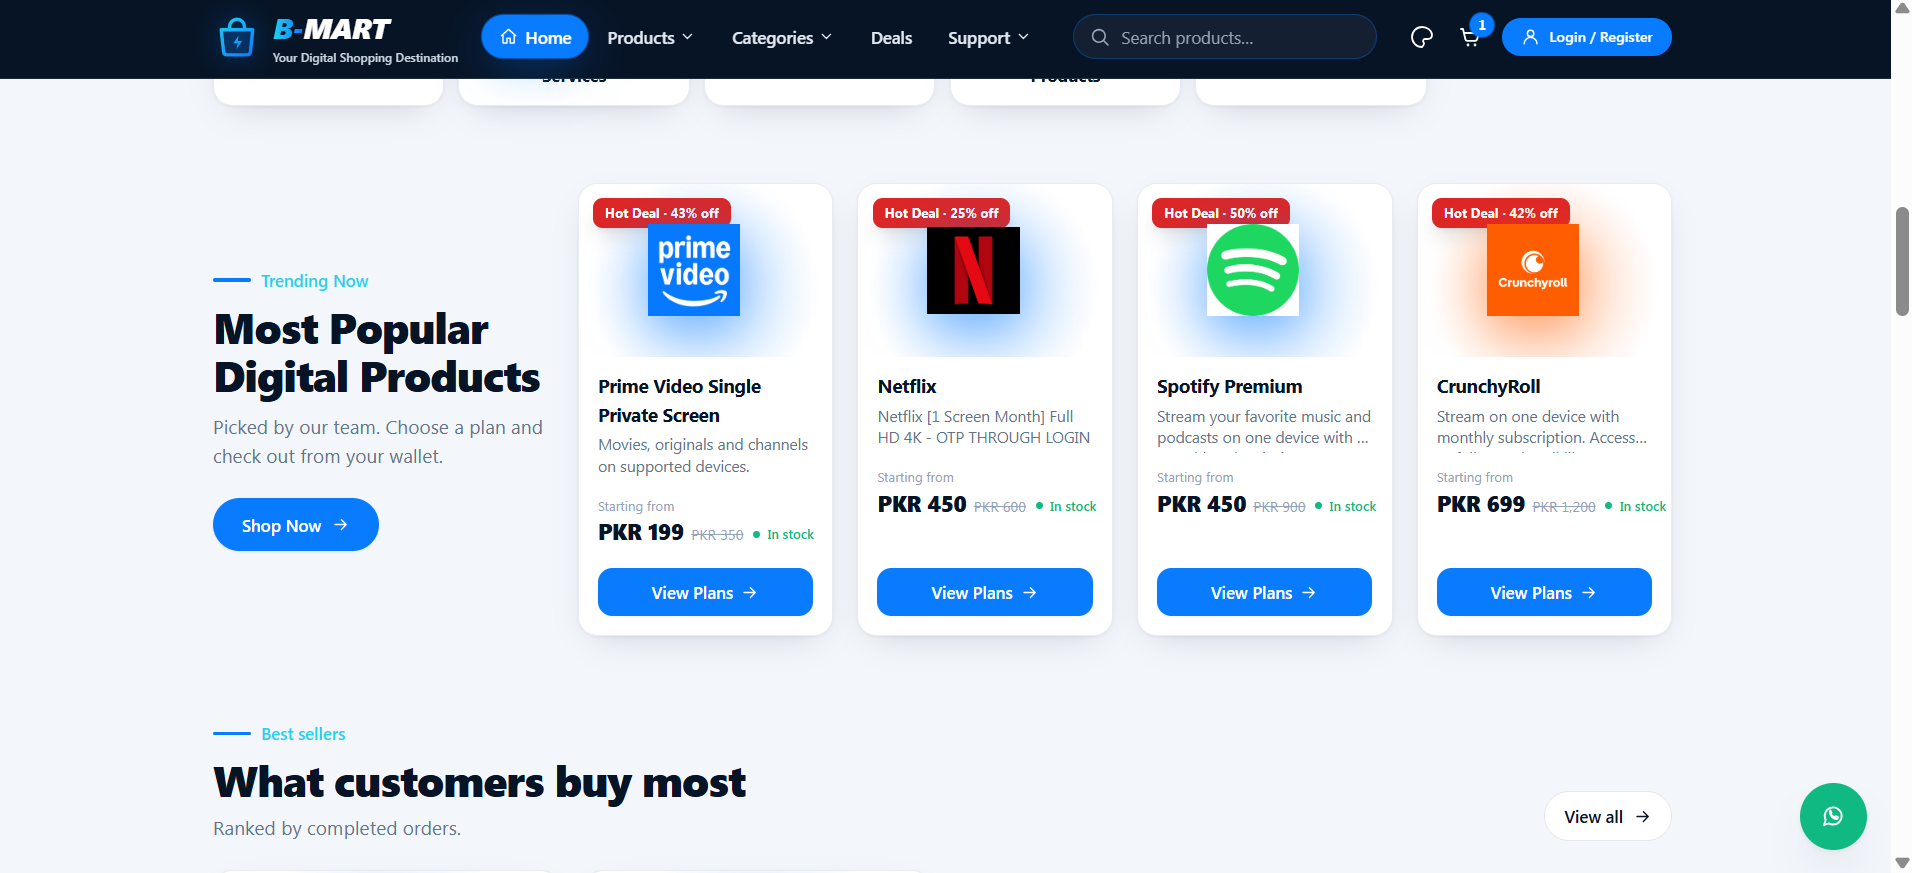 B-MART
Your Digital Shopping Destination
Home
Products
Categories
Deals
Support
Search products...
1
Login / Register
Services
Products
Trending Now
Most Popular
Digital Products
Picked by our team. Choose a plan and
check out from your wallet.
Shop Now
Hot Deal · 43% off
prime
video
Prime Video Single
Private Screen
Movies, originals and channels
on supported devices.
Starting from
PKR 199 PKR 350 In stock
View Plans
Hot Deal · 25% off
N
Netflix
Netflix [1 Screen Month] Full
HD 4K - OTP THROUGH LOGIN
Starting from
PKR 450 PKR 600 In stock
View Plans
Hot Deal · 50% off
Spotify Premium
Stream your favorite music and
podcasts on one device with ...
Starting from
PKR 450 PKR 900 In stock
View Plans
Hot Deal · 42% off
Crunchyroll
CrunchyRoll
Stream on one device with
monthly subscription. Access...
Starting from
PKR 699 PKR 1,200 In stock
View Plans
Best sellers
What customers buy most
Ranked by completed orders.
View all